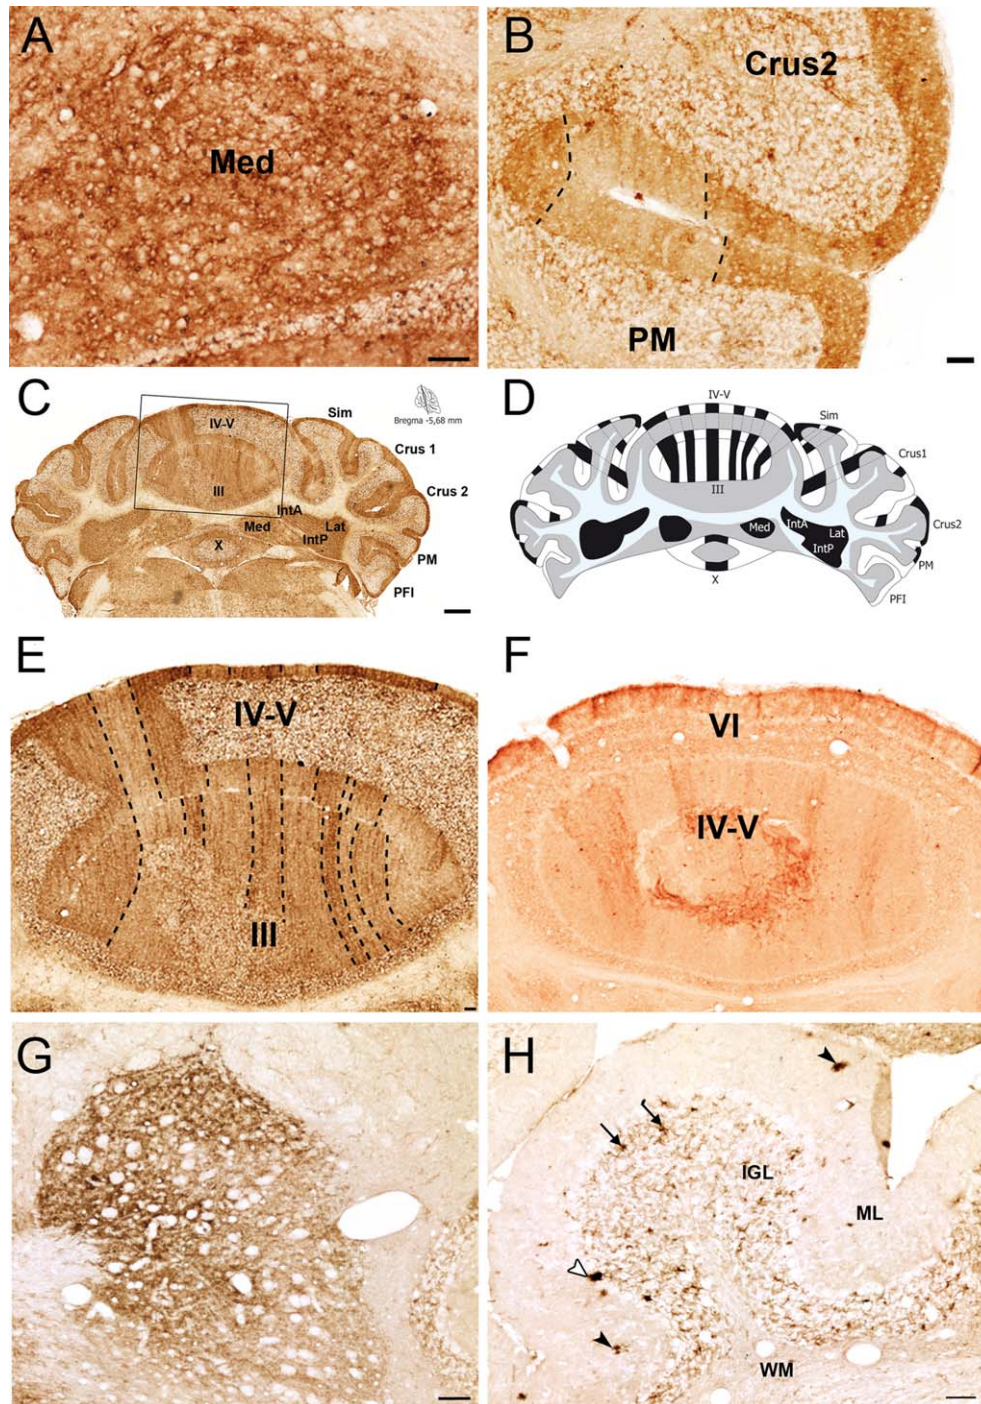 A
Med
B
Crus2
PM
C
Bregma -5,68 mm
IV-V
Sim
Crus 1
Crus 2
III
IntA
Med
Lat
IntP
X
PM
PFl
D
IV-V
Sim
Crus1
III
Med
IntA
Lat
IntP
Crus2
X
PM
PFl
E
IV-V
III
F
VI
IV-V
G
H
IGL
ML
WM